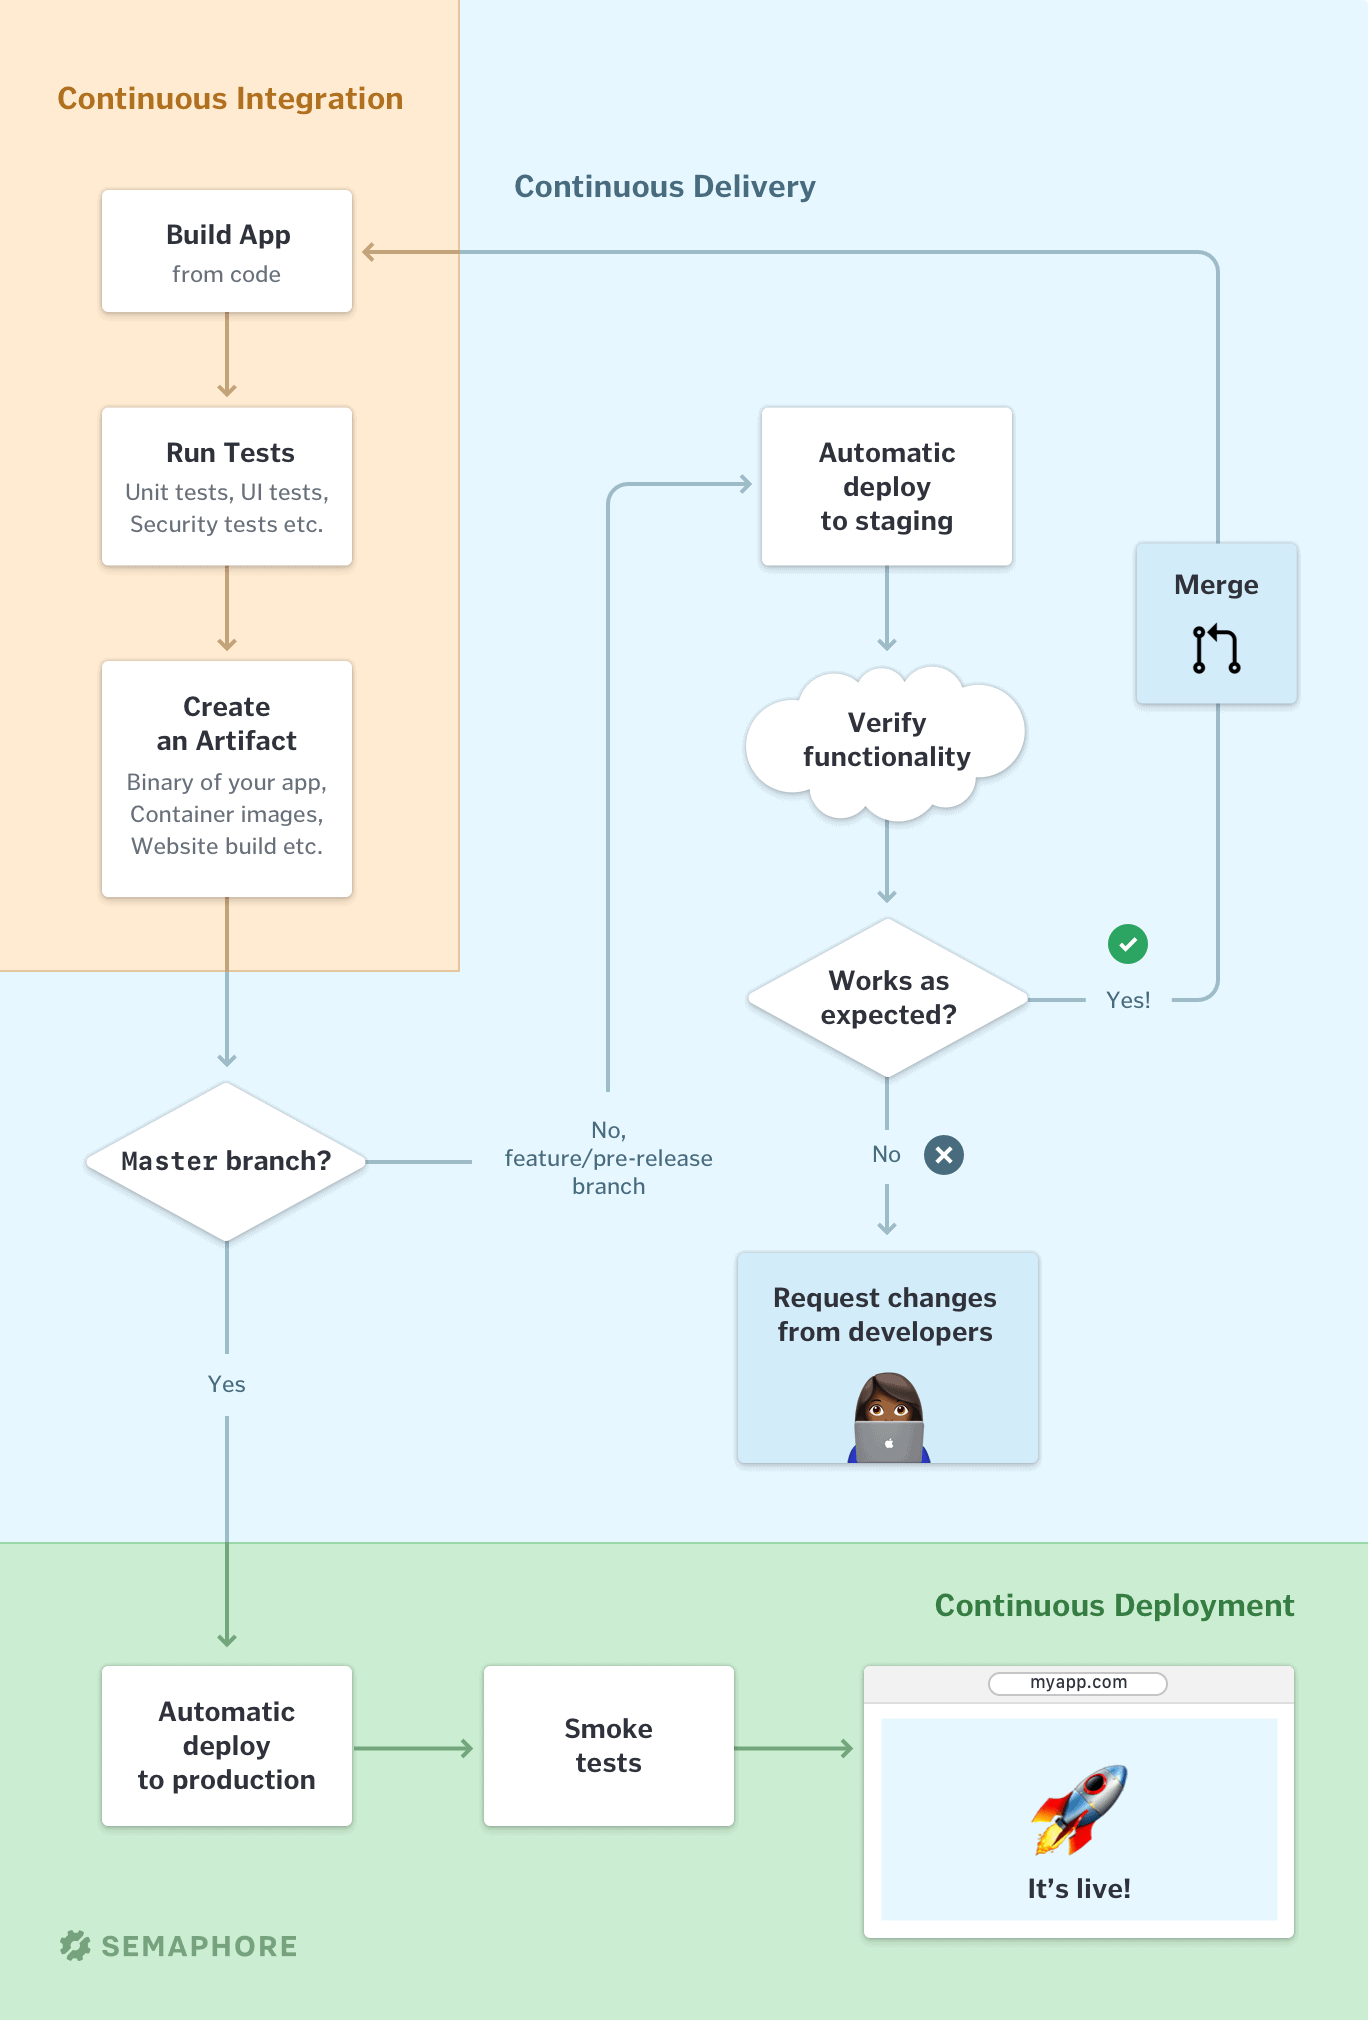 Continuous Integration
Continuous Delivery
Build App
from code
Run Tests
Unit tests, UI tests,
Security tests etc.
Create
an Artifact
Binary of your app,
Container images,
Website build etc.
Master branch?
No,
feature/pre-release
branch
Yes
Automatic
deploy
to staging
Verify
functionality
Works as
expected?
Yes!
Merge
No
Request changes
from developers
Continuous Deployment
Automatic
deploy
to production
Smoke
tests
myapp.com
It's live!
SEMAPHORE